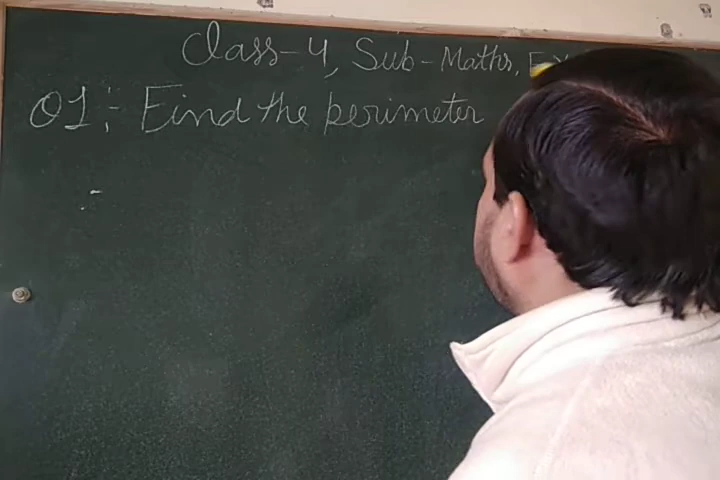 Class-4, Sub-Maths,
Q1:- Find the perimeter